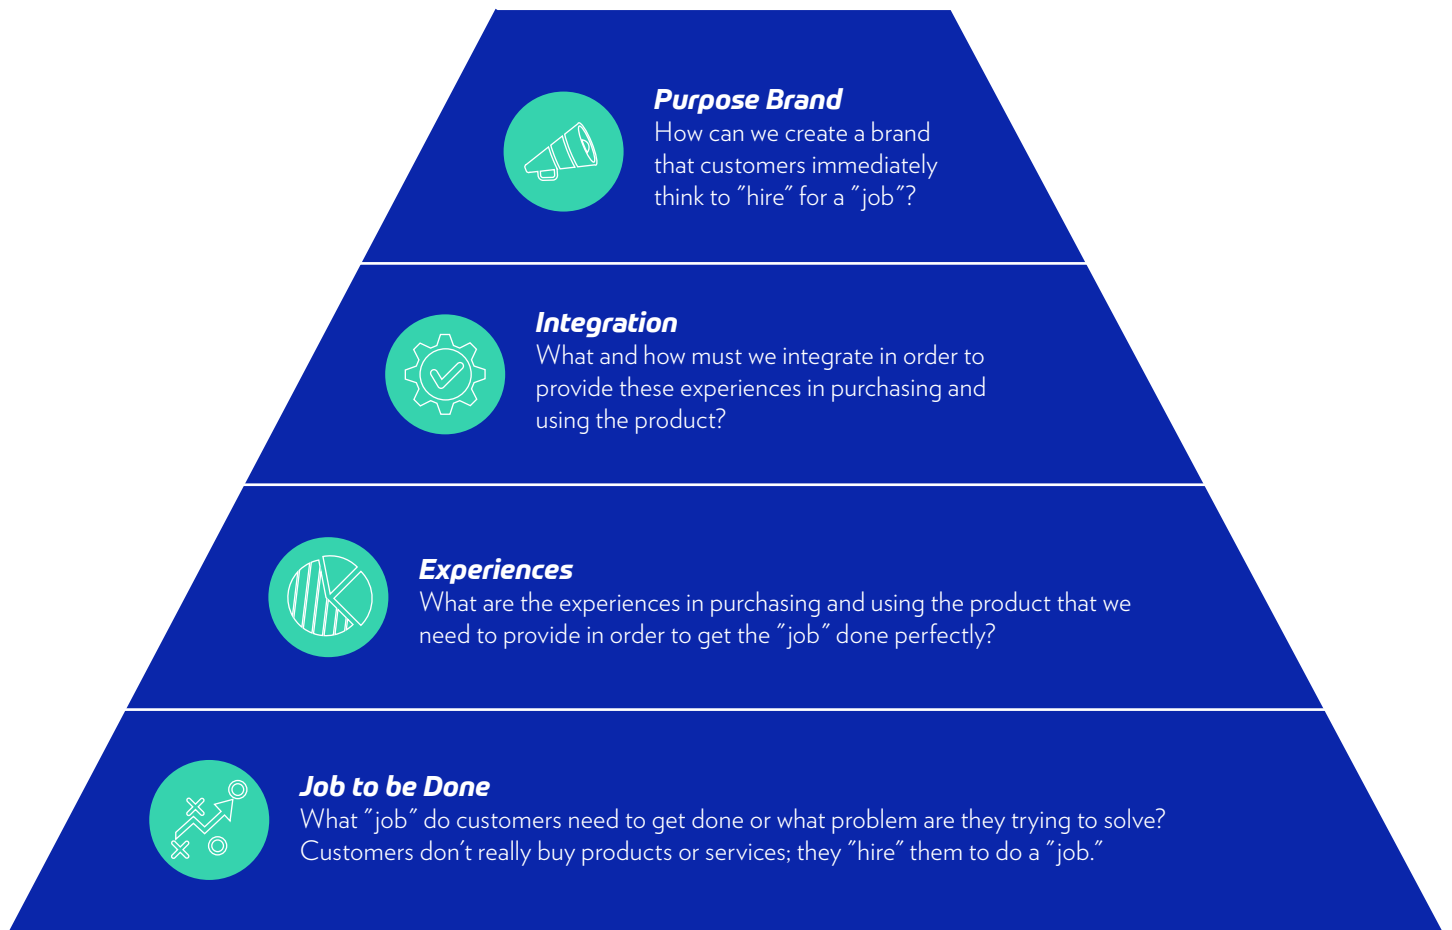 Purpose Brand
How can we create a brand
that customers immediately
think to "hire" for a "job"?
Integration
What and how must we integrate in order to
provide these experiences in purchasing and
using the product?
Experiences
What are the experiences in purchasing and using the product that we
need to provide in order to get the "job" done perfectly?
Job to be Done
What "job" do customers need to get done or what problem are they trying to solve?
Customers don't really buy products or services; they "hire" them to do a "job."